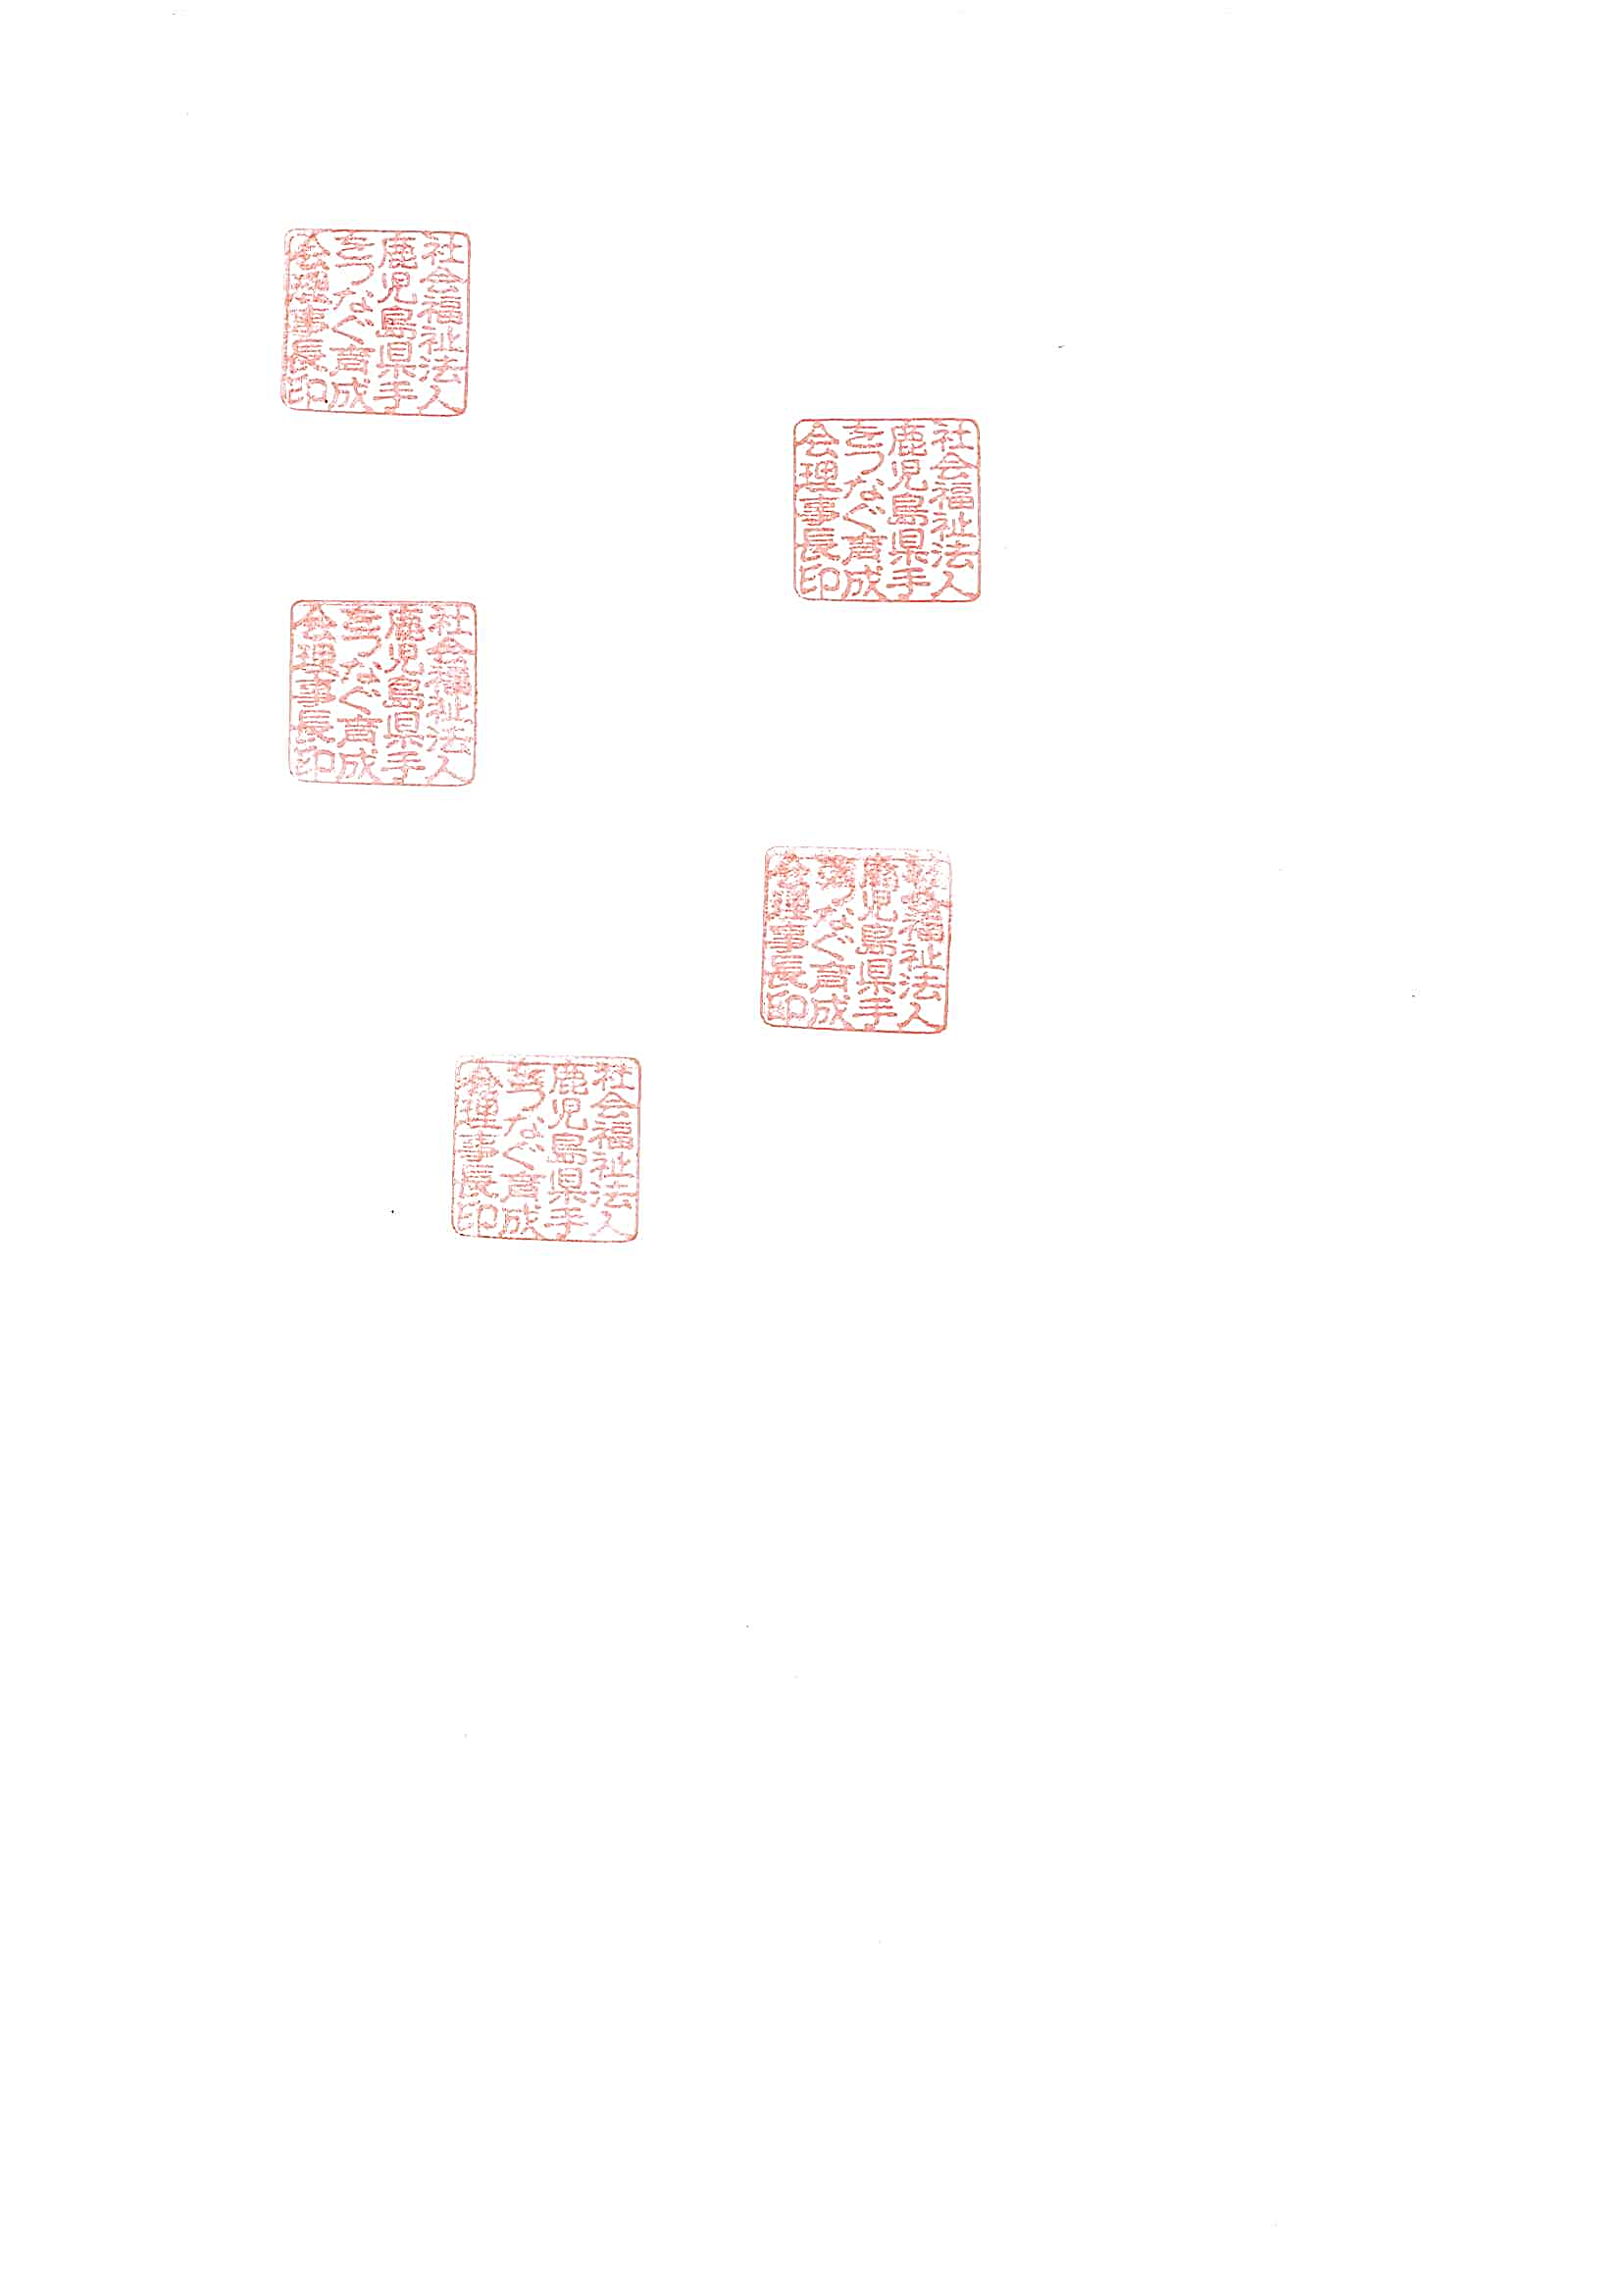 社会福祉法人
鹿児島県手
をつなぐ育成
会理事長印
社会福祉法人
鹿児島県手
をつなぐ育成
会理事長印
社会福祉法人
鹿児島県手
をつなぐ育成
会理事長印
社会福祉法人
鹿児島県手
をつなぐ育成
会理事長印
社会福祉法人
鹿児島県手
をつなぐ育成
会理事長印